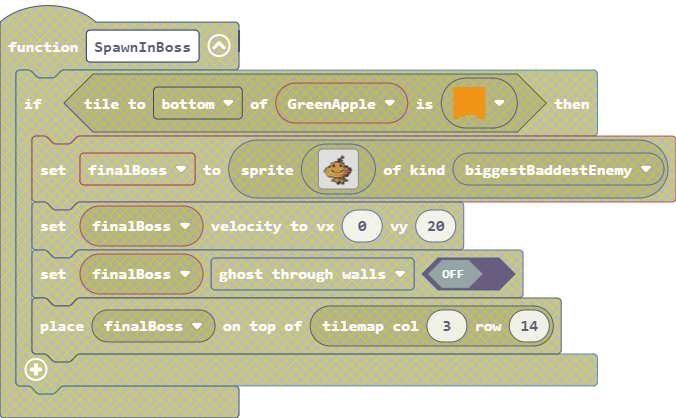 function SpawnInBoss
if tile to bottom of GreenApple is then
set finalBoss to sprite of kind biggestBaddestEnemy
set finalBoss velocity to vx 0 vy 20
set finalBoss ghost through walls OFF
place finalBoss on top of tilemap col 3 row 14